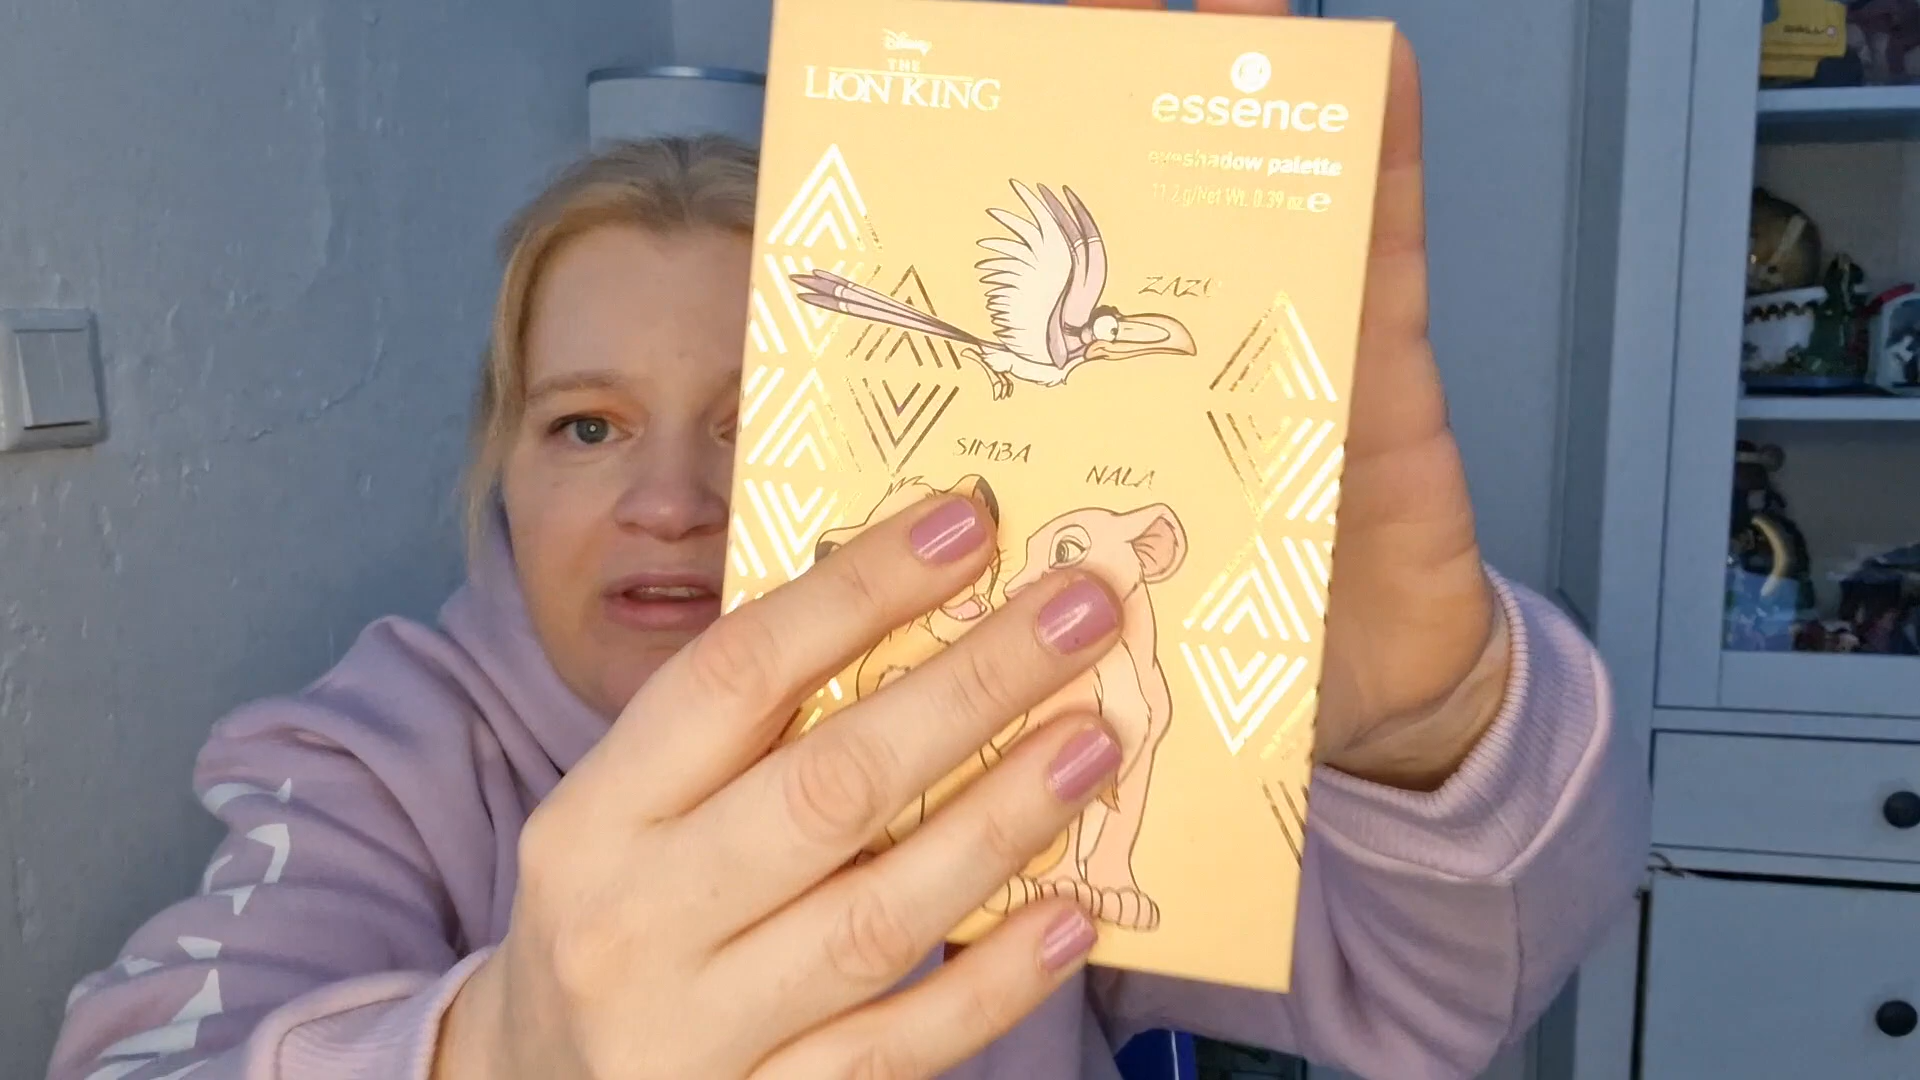 Disney
THE
LION KING
essence
eyeshadow palette
11.2 g/Net Wt. 0.39 oz e
ZAZU
SIMBA
NALA